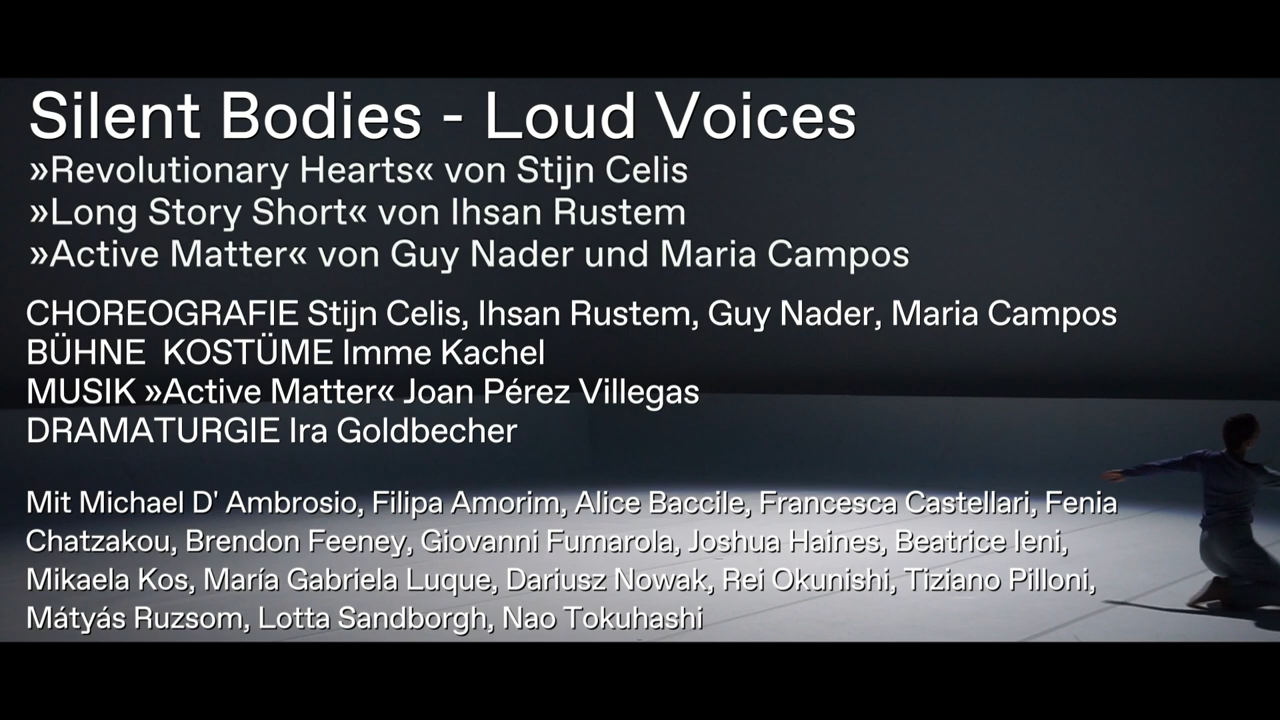 Silent Bodies - Loud Voices
»Revolutionary Hearts« von Stijn Celis
»Long Story Short« von Ihsan Rustem
»Active Matter« von Guy Nader und Maria Campos
CHOREOGRAFIE Stijn Celis, Ihsan Rustem, Guy Nader, Maria Campos
BÜHNE  KOSTÜME Imme Kachel
MUSIK »Active Matter« Joan Pérez Villegas
DRAMATURGIE Ira Goldbecher
Mit Michael D' Ambrosio, Filipa Amorim, Alice Baccile, Francesca Castellari, Fenia
Chatzakou, Brendon Feeney, Giovanni Fumarola, Joshua Haines, Beatrice Ieni,
Mikaela Kos, María Gabriela Luque, Dariusz Nowak, Rei Okunishi, Tiziano Pilloni,
Mátyás Ruzsom, Lotta Sandborgh, Nao Tokuhashi